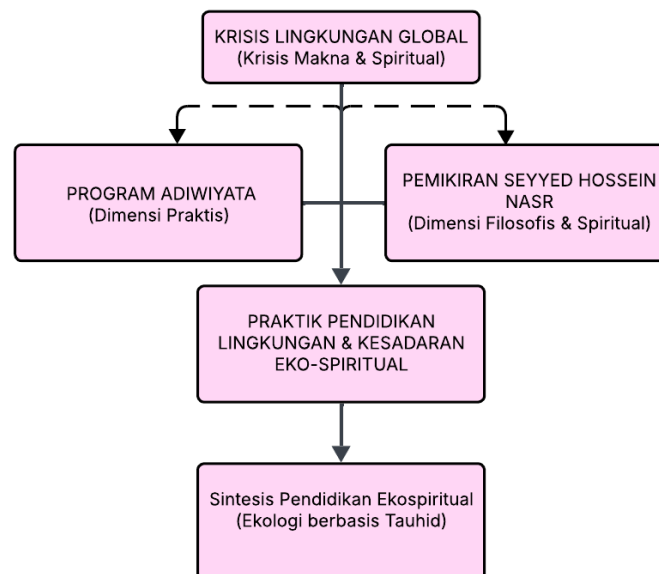 KRISIS LINGKUNGAN GLOBAL
(Krisis Makna & Spiritual)
PROGRAM ADIWIYATA
(Dimensi Praktis)
PEMIKIRAN SEYYED HOSSEIN
NASR
(Dimensi Filosofis & Spiritual)
PRAKTIK PENDIDIKAN
LINGKUNGAN & KESADARAN
EKO-SPIRITUAL
Sintesis Pendidikan Ekospiritual
(Ekologi berbasis Tauhid)